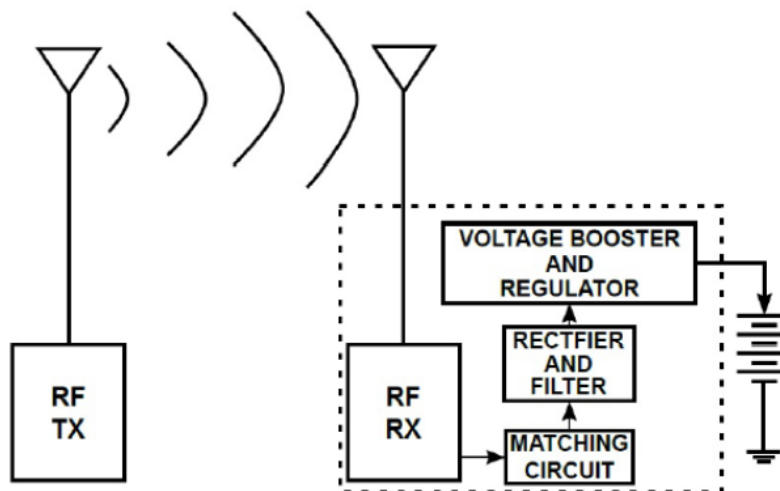 RF
TX
RF
RX
VOLTAGE BOOSTER
AND
REGULATOR
RECTFIER
AND
FILTER
MATCHING
CIRCUIT